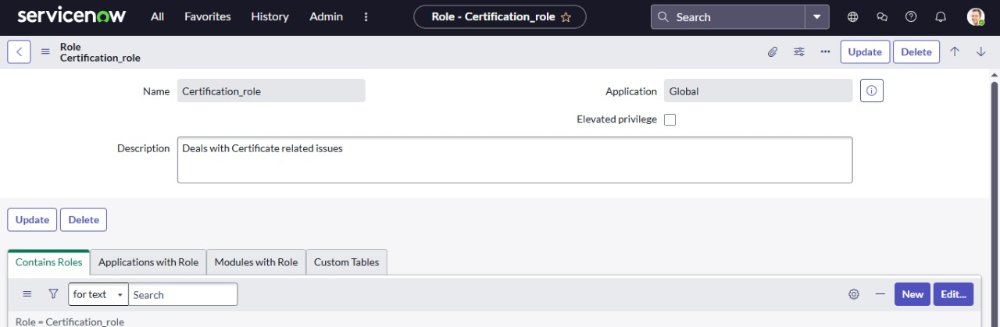 servicenow All Favorites History Admin Role - Certification_role Search
Role
Certification_role
Update Delete
Name Certification_role Application Global
Elevated privilege
Description Deals with Certificate related issues
Update Delete
Contains Roles Applications with Role Modules with Role Custom Tables
for text Search New Edit...
Role = Certification_role